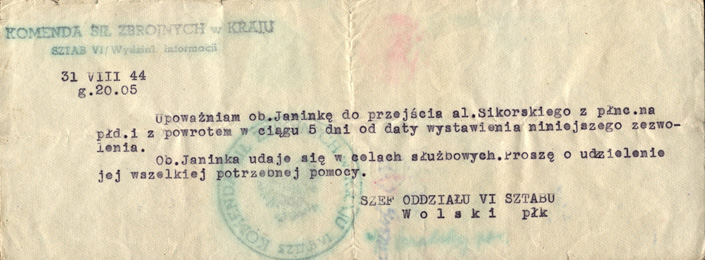 KOMENDA SIŁ ZBROJNYCH w KRAJU
SZTAB VI/Wydział Informacji
31 VIII 44
g.20.05
Upoważniam ob.Janinkę do przejścia al.Sikorskiego z płnc.na
płd.i z powrotem w ciągu 5 dni od daty wystawienia niniejszego zezwo-
lenia.
Ob.Janinka udaje się w celach służbowych.Proszę o udzielenie
jej wszelkiej potrzebnej pomocy.
SZEF ODDZIAŁU VI SZTABU
Wolski płk